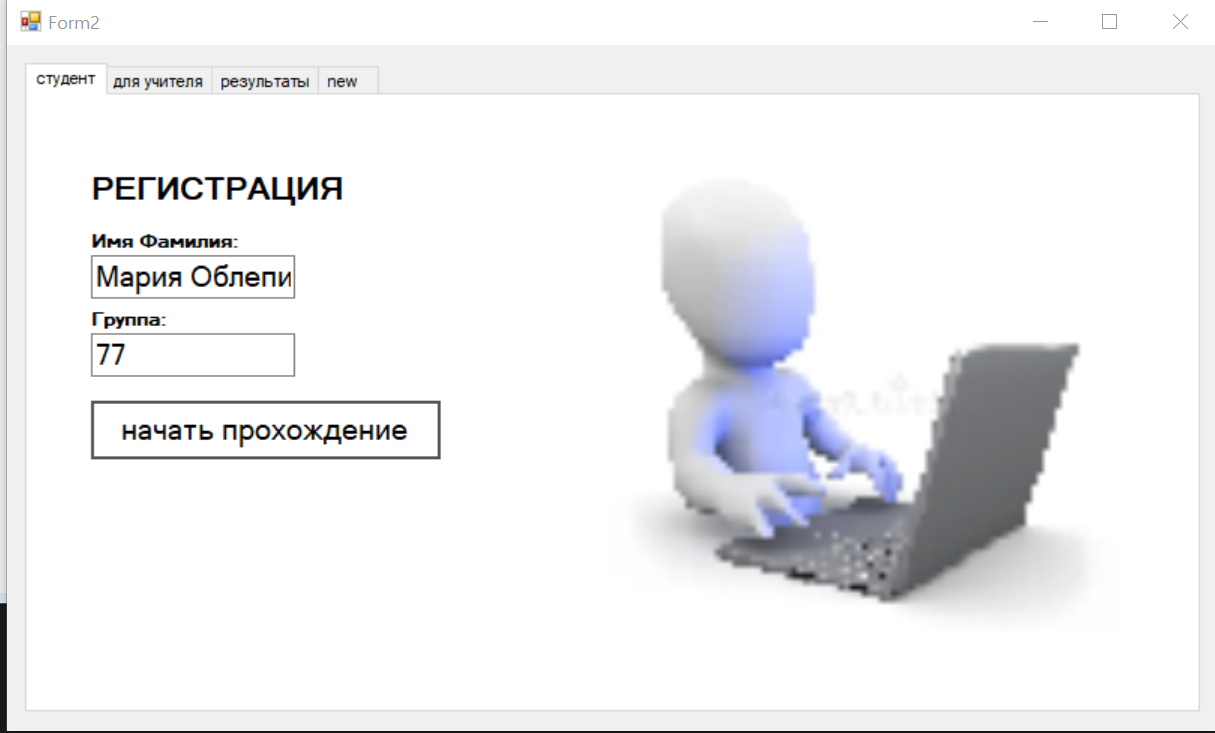 Form2
студент для учителя результаты new
РЕГИСТРАЦИЯ
Имя Фамилия:
Мария Облепи
Группа:
77
начать прохождение